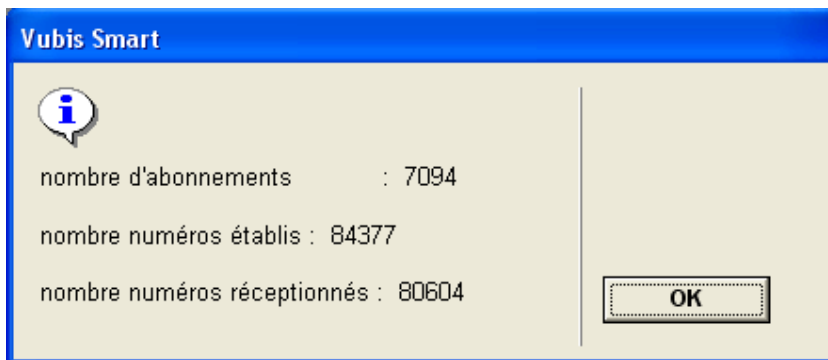 Vubis Smart
nombre d'abonnements : 7094
nombre numéros établis : 84377
nombre numéros réceptionnés : 80604
OK